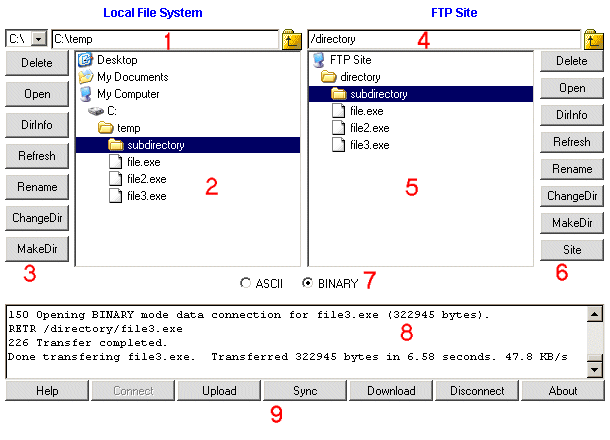 Local File System
FTP Site
C:\ C:\temp 1
/directory 4
Delete
Open
DirInfo
Refresh
Rename
ChangeDir
MakeDir
3
Desktop
My Documents
My Computer
C:
temp
subdirectory
file.exe
file2.exe
file3.exe
2
FTP Site
directory
subdirectory
file.exe
file2.exe
file3.exe
5
Delete
Open
DirInfo
Refresh
Rename
ChangeDir
MakeDir
Site
6
ASCII BINARY 7
150 Opening BINARY mode data connection for file3.exe (322945 bytes).
RETR /directory/file3.exe
226 Transfer completed.
Done transferring file3.exe.  Transferred 322945 bytes in 6.58 seconds. 47.8 KB/s
8
Help Connect Upload Sync Download Disconnect About
9